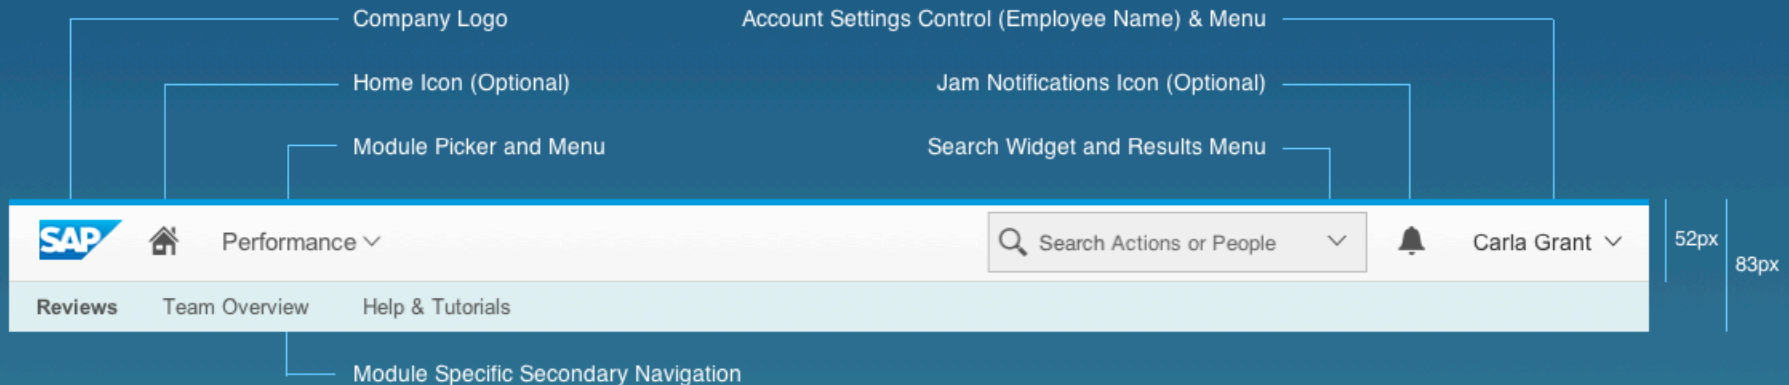 Company Logo
Account Settings Control (Employee Name) & Menu
Home Icon (Optional)
Jam Notifications Icon (Optional)
Module Picker and Menu
Search Widget and Results Menu
SAP
Performance
Search Actions or People
Carla Grant
52px
83px
Reviews
Team Overview
Help & Tutorials
Module Specific Secondary Navigation